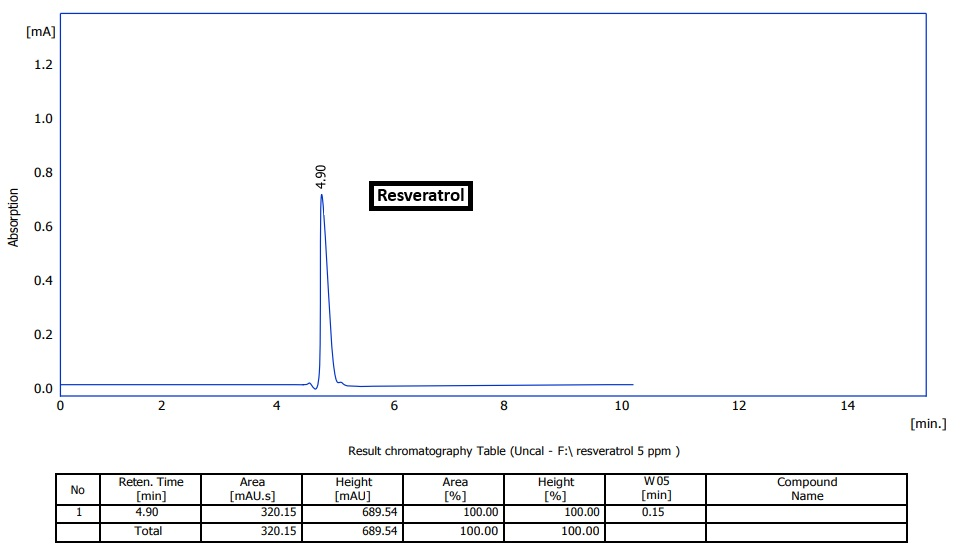 [mA]
1.2
1.0
0.8
0.6
0.4
0.2
0.0
Absorption
4.90
Resveratrol
0 2 4 6 8 10 12 14
[min.]
Result chromatography Table (Uncal - F:\ resveratrol 5 ppm )
No Reten. Time [min] Area [mAU.s] Height [mAU] Area [%] Height [%] W05 [min] Compound Name
1 4.90 320.15 689.54 100.00 100.00 0.15
Total 320.15 689.54 100.00 100.00